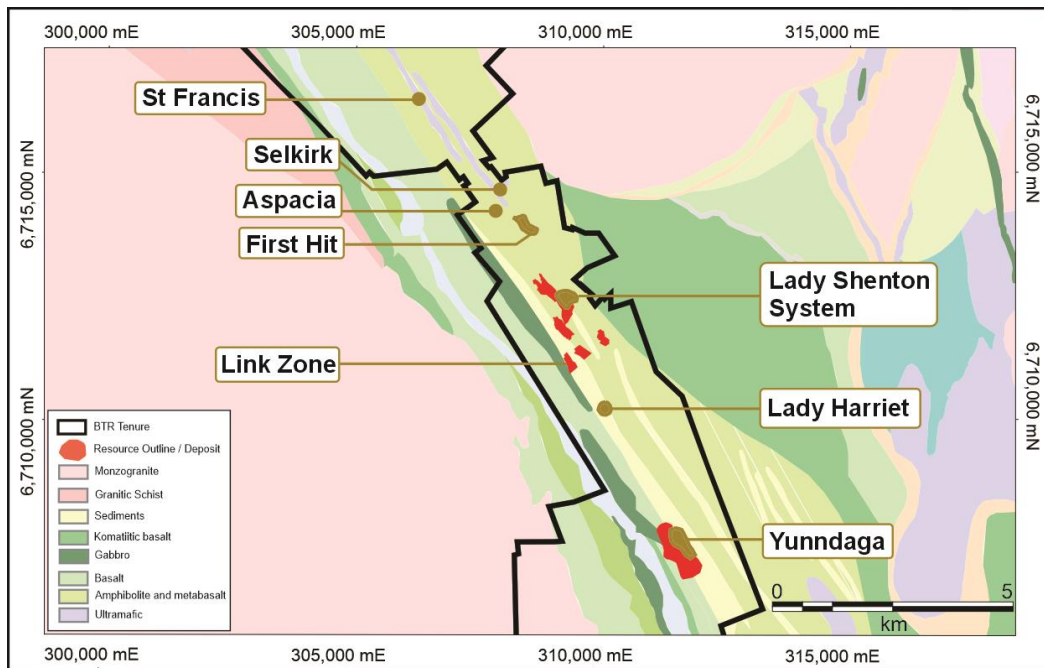 300,000 mE
305,000 mE
310,000 mE
315,000 mE
6,715,000 mN
6,710,000 mN
6,715,000 mN
6,710,000 mN
St Francis
Selkirk
Aspacia
First Hit
Link Zone
Lady Shenton
System
Lady Harriet
Yunndaga
BTR Tenure
Resource Outline / Deposit
Monzogranite
Granitic Schist
Sediments
Komatiitic basalt
Gabbro
Basalt
Amphibolite and metabasalt
Ultramafic
0 5
km
300,000 mE
305,000 mE
310,000 mE
315,000 mE